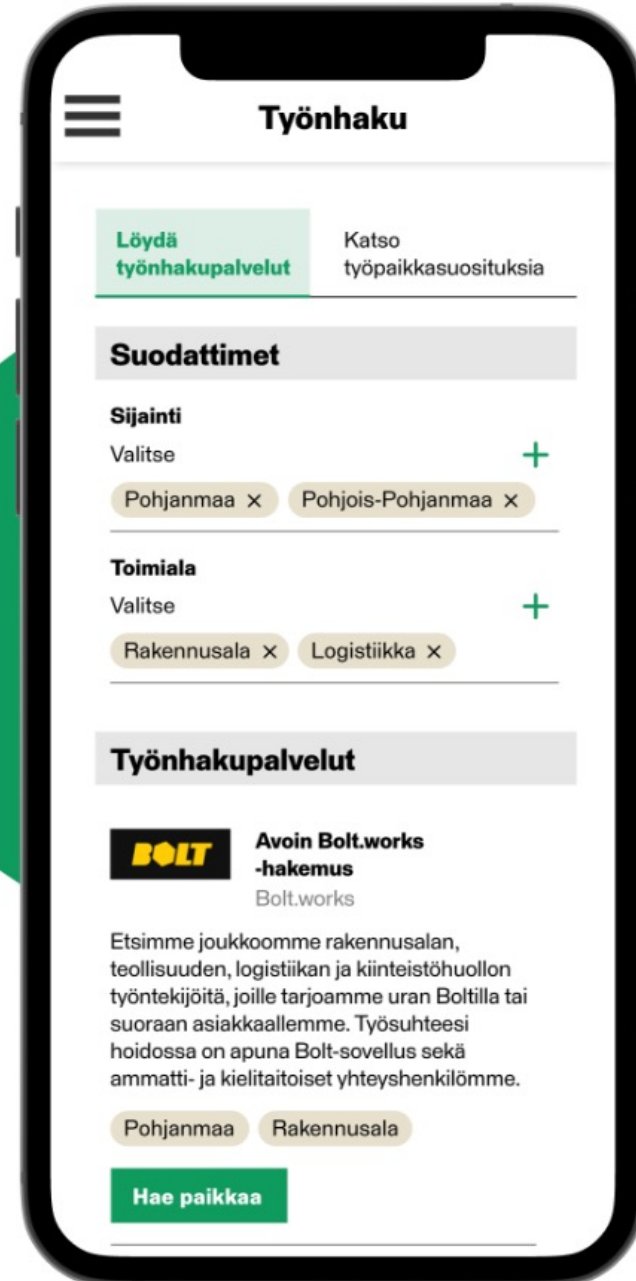 Työnhaku
Löydä
työnhakupalvelut
Katso
työpaikkasuosituksia
Suodattimet
Sijainti
Valitse
Pohjanmaa ×
Pohjois-Pohjanmaa ×
Toimiala
Valitse
Rakennusala ×
Logistiikka ×
Työnhakupalvelut
BOLT
Avoin Bolt.works
-hakemus
Bolt.works
Etsimme joukkoomme rakennusalan,
teollisuuden, logistiikan ja kiinteistöhuollon
työntekijöitä, joille tarjoamme uran Boltilla tai
suoraan asiakkaallemme. Työsuhteesi
hoidossa on apuna Bolt-sovellus sekä
ammatti- ja kielitaitoiset yhteyshenkilömme.
Pohjanmaa
Rakennusala
Hae paikkaa